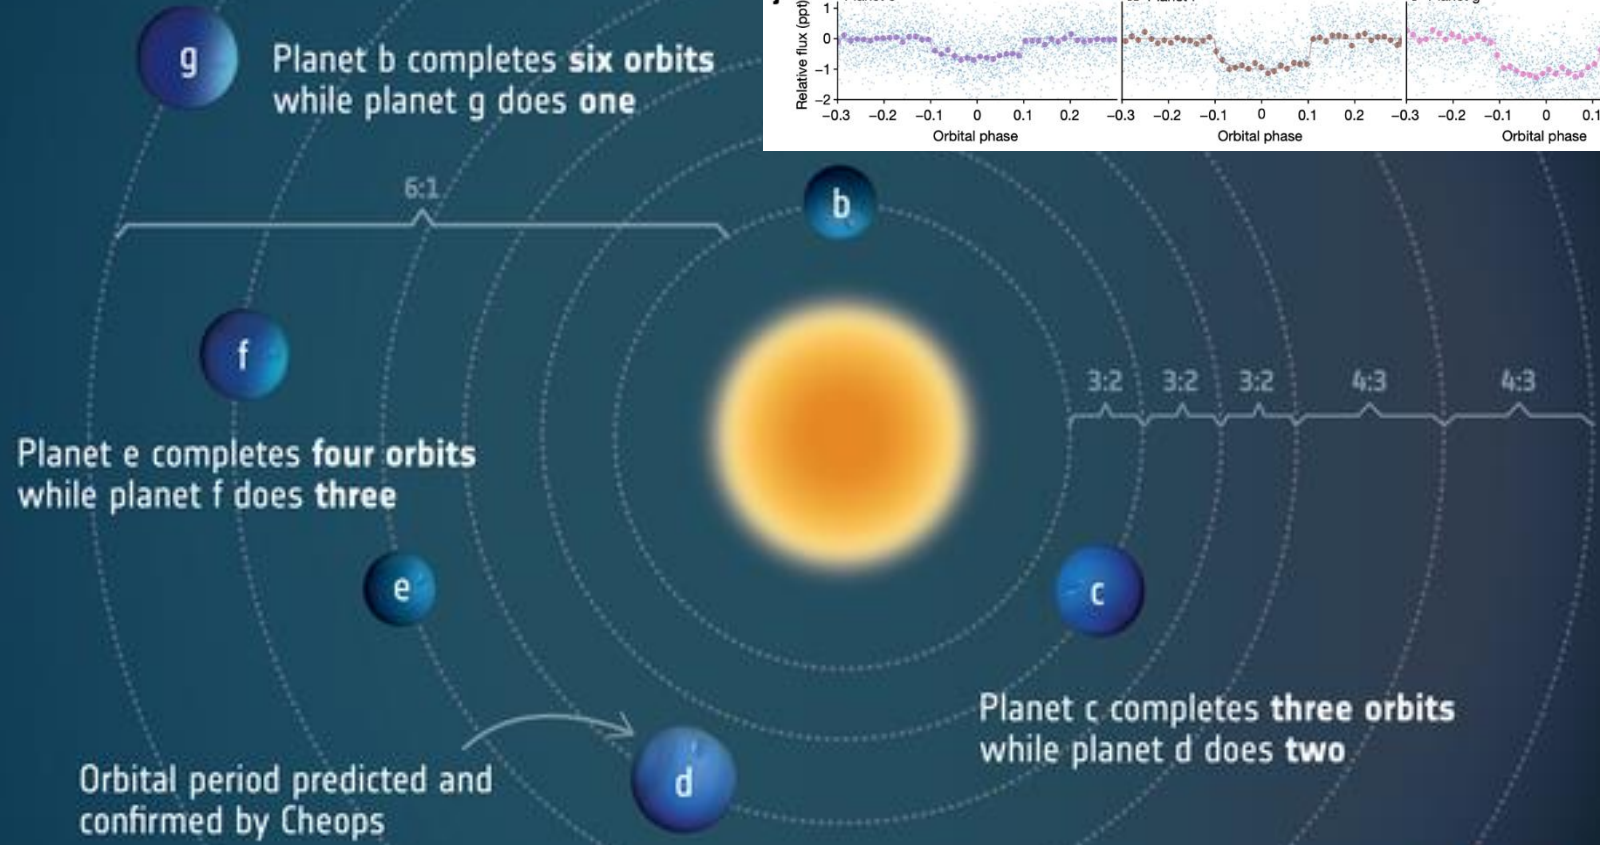 g
Planet b completes six orbits
while planet g does one
Relative flux (ppt)
1
0
−1
−2
−0.3 −0.2 −0.1 0 0.1 0.2 −0.3 −0.2 −0.1 0 0.1 0.2 −0.3 −0.2 −0.1 0 0.1
Orbital phase Orbital phase Orbital phase
6:1
b
f
3:2 3:2 3:2 4:3 4:3
Planet e completes four orbits
while planet f does three
e
c
Planet c completes three orbits
while planet d does two
d
Orbital period predicted and
confirmed by Cheops